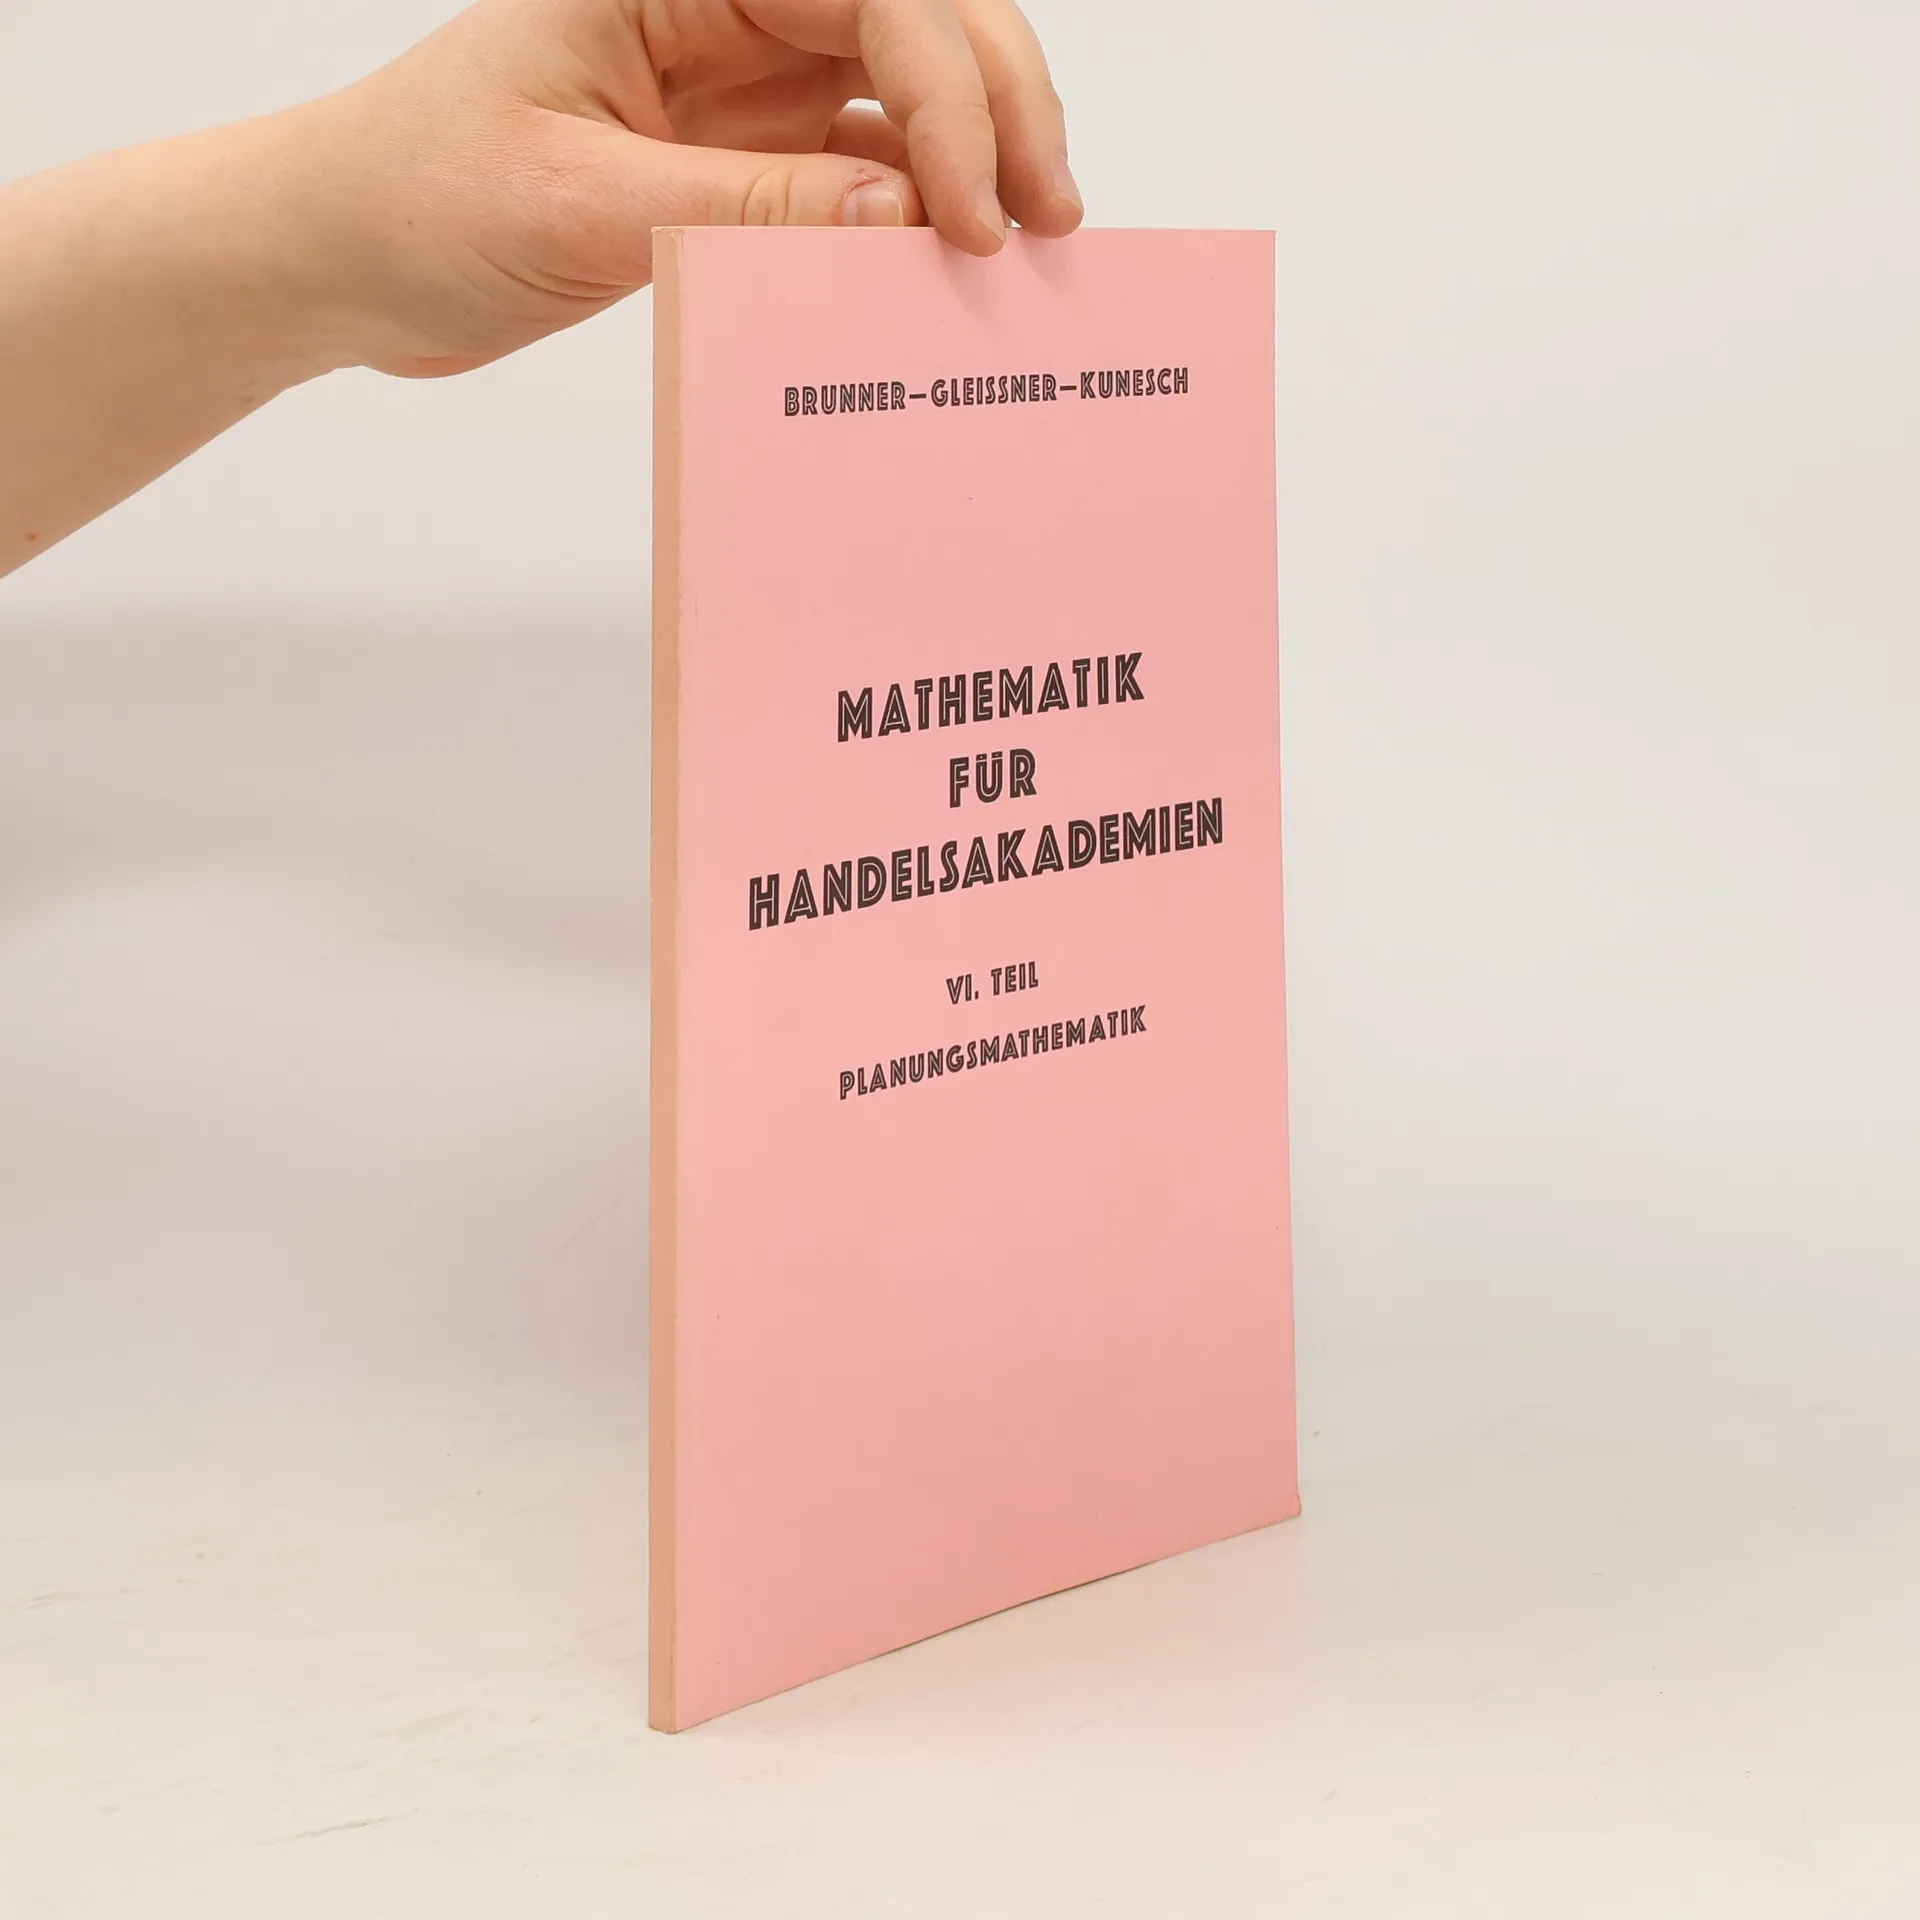 BRUNNER–GLEISSNER–KUNESCH
MATHEMATIK
FÜR
HANDELSAKADEMIEN
VI. TEIL
PLANUNGSMATHEMATIK